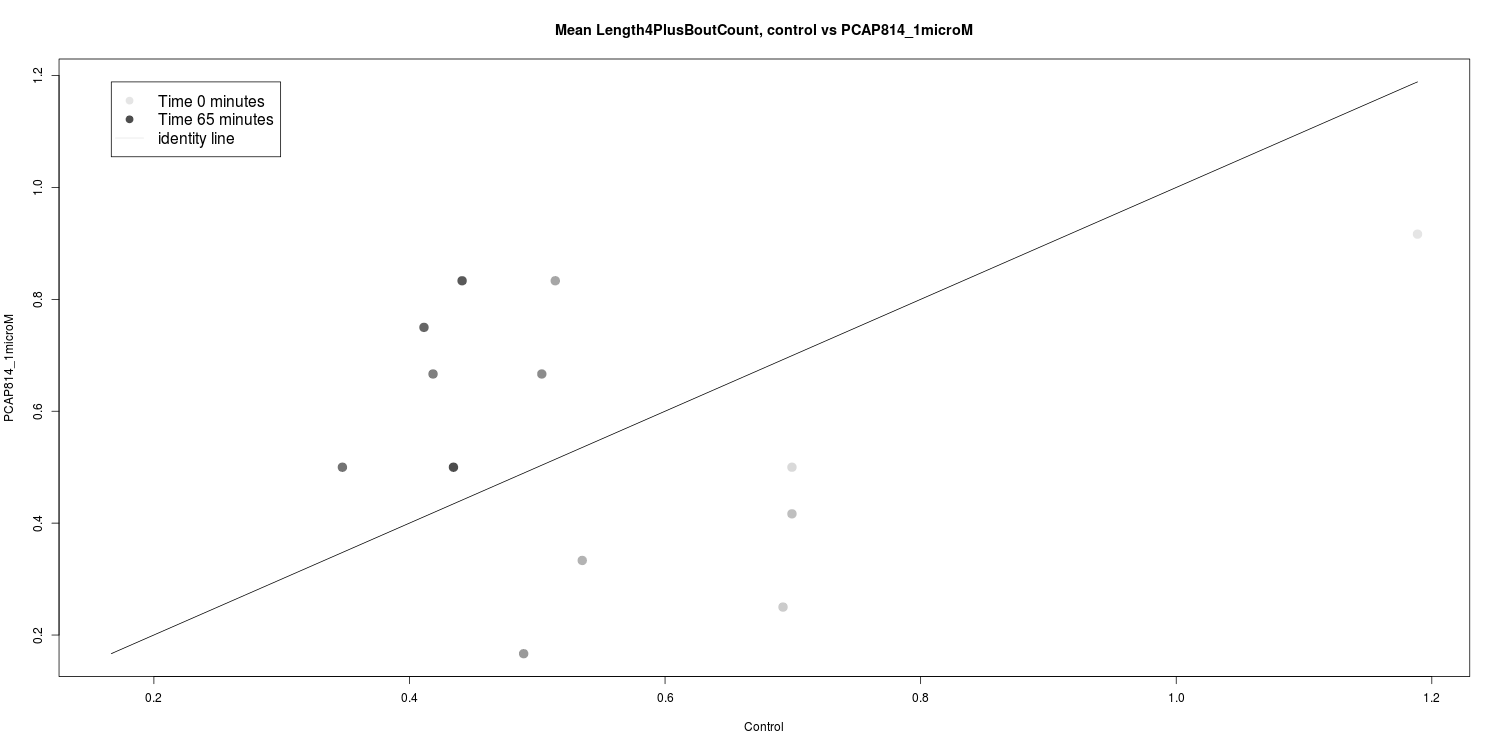 Mean Length4PlusBoutCount, control vs PCAP814_1microM
Time 0 minutes
Time 65 minutes
identity line
PCAP814_1microM
1.2
1.0
0.8
0.6
0.4
0.2
0.2 0.4 0.6 0.8 1.0 1.2
Control